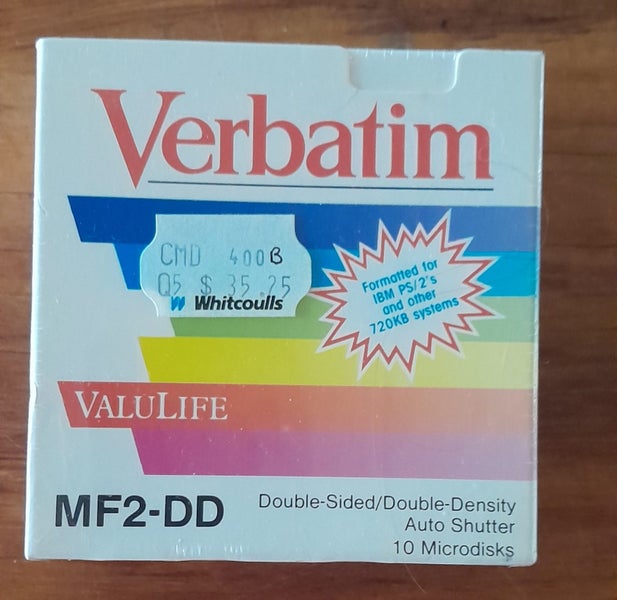 Verbatim
CMD 400B
Q5 $ 35.25
Whitcoulls
Formatted for
IBM PS/2's
and other
720KB systems
VALULIFE
MF2-DD
Double-Sided/Double-Density
Auto Shutter
10 Microdisks